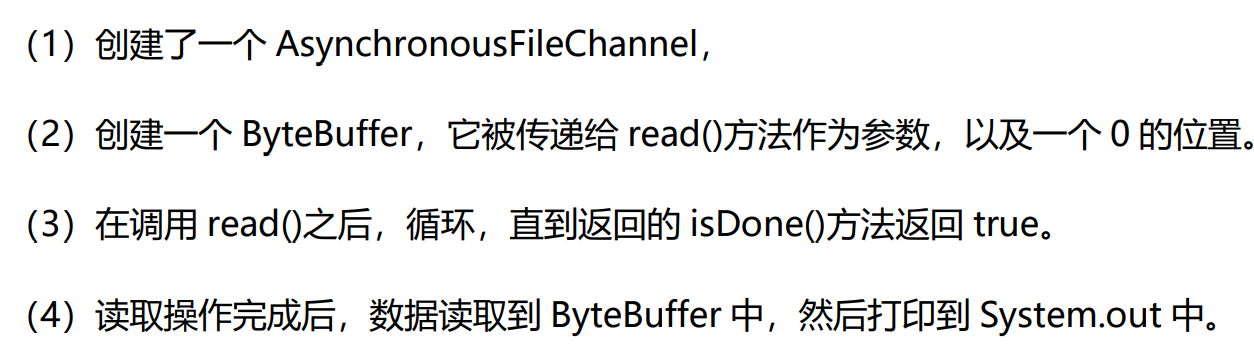 （1）创建了一个 AsynchronousFileChannel，
（2）创建一个 ByteBuffer，它被传递给 read()方法作为参数，以及一个 0 的位置。
（3）在调用 read()之后，循环，直到返回的 isDone()方法返回 true。
（4）读取操作完成后，数据读取到 ByteBuffer 中，然后打印到 System.out 中。